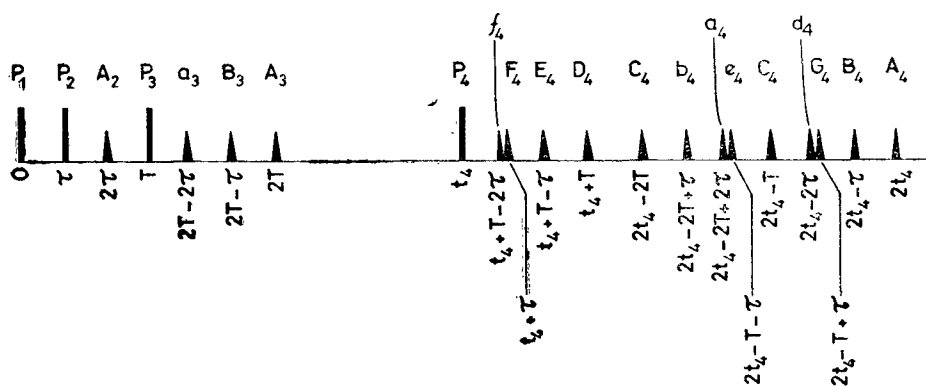 f₄ a₄ d₄
P₁ P₂ A₂ P₃ a₃ B₃ A₃ P₄ F₄ E₄ D₄ C₄ b₄ e₄ C₄ G₄ B₄ A₄
0 τ 2τ T 2T-2τ 2T-τ 2T t₄ t₄+T-2τ t₄+T-τ t₄+T 2t₄-2T 2t₄-2T+τ 2t₄-2T+2τ 2t₄-T 2t₄-2τ 2t₄-τ 2t₄
t₄+τ 2t₄-T-τ 2t₄-T+τ